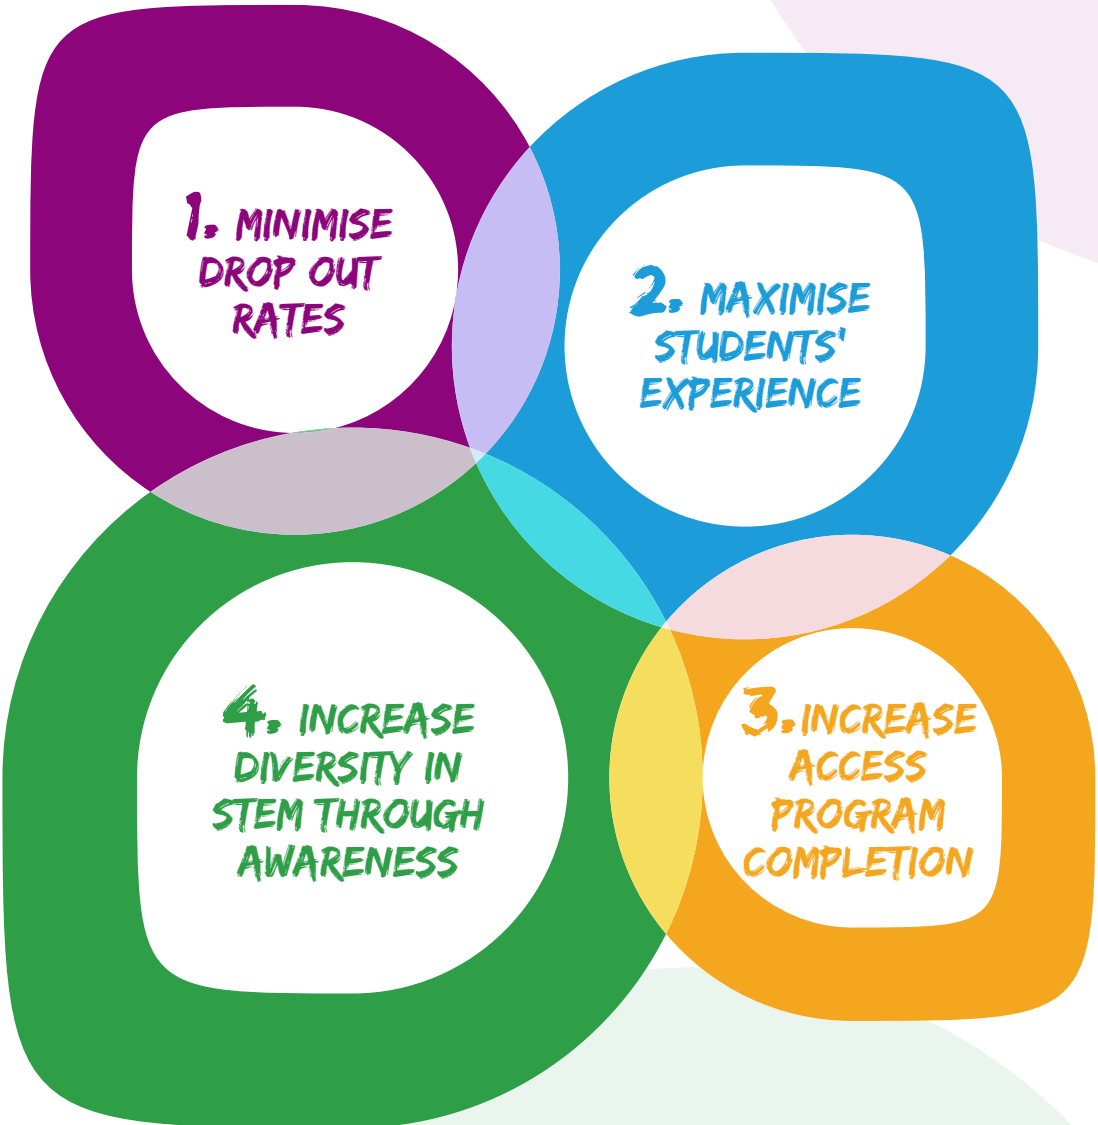 1. MINIMISE
DROP OUT
RATES
2. MAXIMISE
STUDENTS'
EXPERIENCE
3. INCREASE
ACCESS
PROGRAM
COMPLETION
4. INCREASE
DIVERSITY IN
STEM THROUGH
AWARENESS